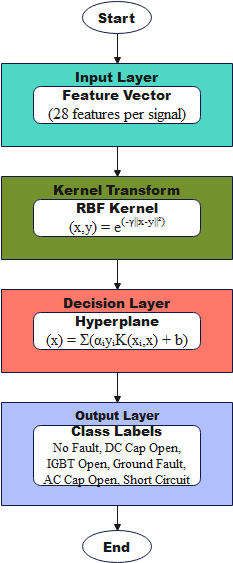 Start
Input Layer
Feature Vector
(28 features per signal)
Kernel Transform
RBF Kernel
(x,y) = e^(-γ||x-y||²)
Decision Layer
Hyperplane
(x) = Σ(αᵢyᵢK(xᵢ,x) + b)
Output Layer
Class Labels
No Fault, DC Cap Open,
IGBT Open, Ground Fault,
AC Cap Open, Short Circuit
End